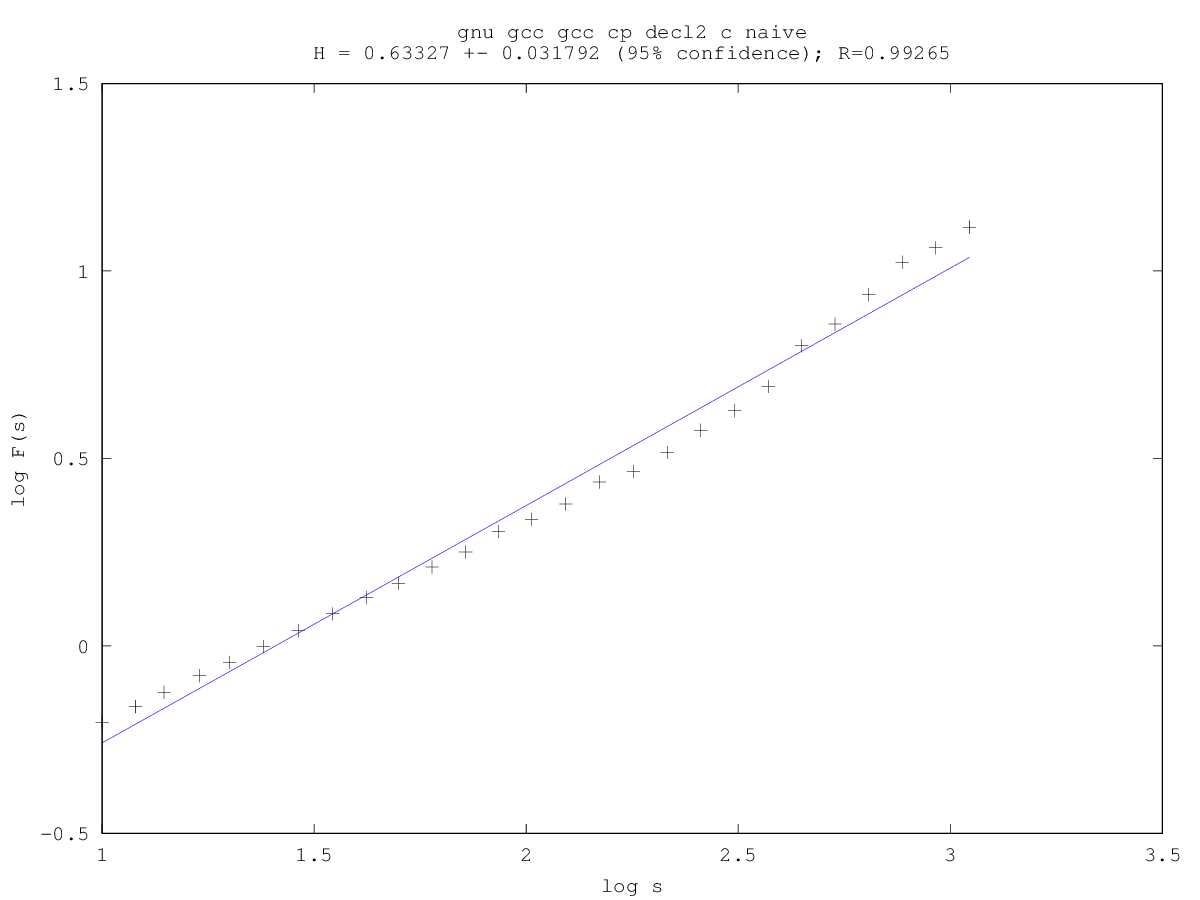 gnu gcc gcc cp decl2 c naive
H = 0.63327 +- 0.031792 (95% confidence); R=0.99265
1.5
1
0.5
0
-0.5
log F(s)
1 1.5 2 2.5 3 3.5
log s